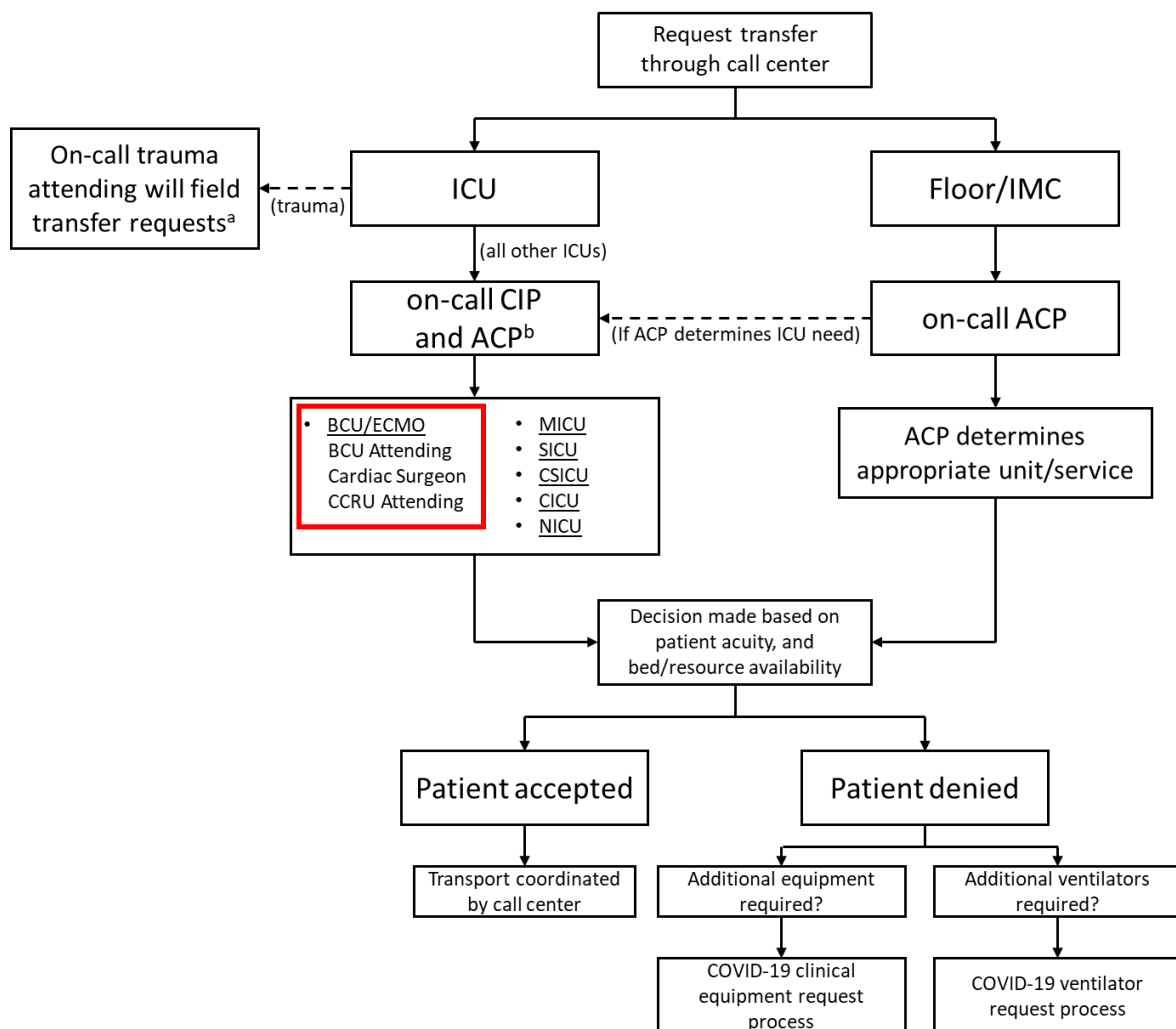 Request transfer
through call center
On-call trauma
attending will field
transfer requestsᵃ
(trauma)
ICU
Floor/IMC
(all other ICUs)
on-call CIP
and ACPᵇ
(If ACP determines ICU need)
on-call ACP
• BCU/ECMO
BCU Attending
Cardiac Surgeon
CCRU Attending
• MICU
• SICU
• CSICU
• CICU
• NICU
ACP determines
appropriate unit/service
Decision made based on
patient acuity, and
bed/resource availability
Patient accepted
Patient denied
Transport coordinated
by call center
Additional equipment
required?
Additional ventilators
required?
COVID-19 clinical
equipment request
process
COVID-19 ventilator
request process